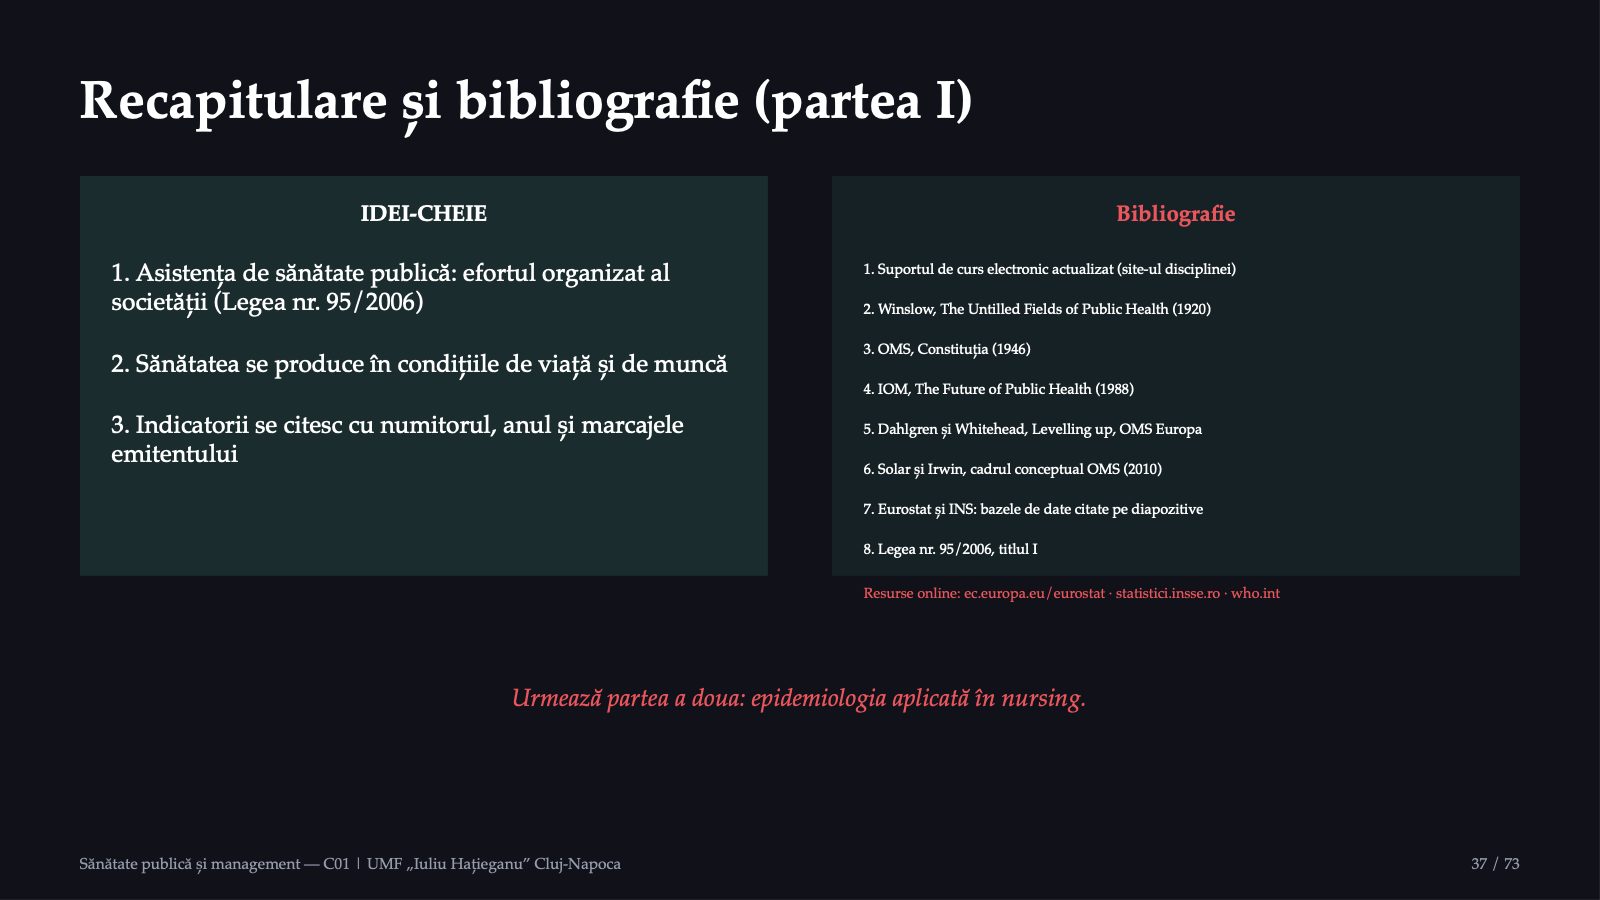 Recapitulare și bibliografie (partea I)
IDEI-CHEIE
1. Asistența de sănătate publică: efortul organizat al
societății (Legea nr. 95/2006)
2. Sănătatea se produce în condițiile de viață și de muncă
3. Indicatorii se citesc cu numitorul, anul și marcajele
emitentului
Bibliografie
1. Suportul de curs electronic actualizat (site-ul disciplinei)
2. Winslow, The Untilled Fields of Public Health (1920)
3. OMS, Constituția (1946)
4. IOM, The Future of Public Health (1988)
5. Dahlgren și Whitehead, Levelling up, OMS Europa
6. Solar și Irwin, cadrul conceptual OMS (2010)
7. Eurostat și INS: bazele de date citate pe diapozitive
8. Legea nr. 95/2006, titlul I
Resurse online: ec.europa.eu/eurostat · statistici.insse.ro · who.int
Urmează partea a doua: epidemiologia aplicată în nursing.
Sănătate publică și management — C01 | UMF „Iuliu Hațieganu” Cluj-Napoca
37 / 73